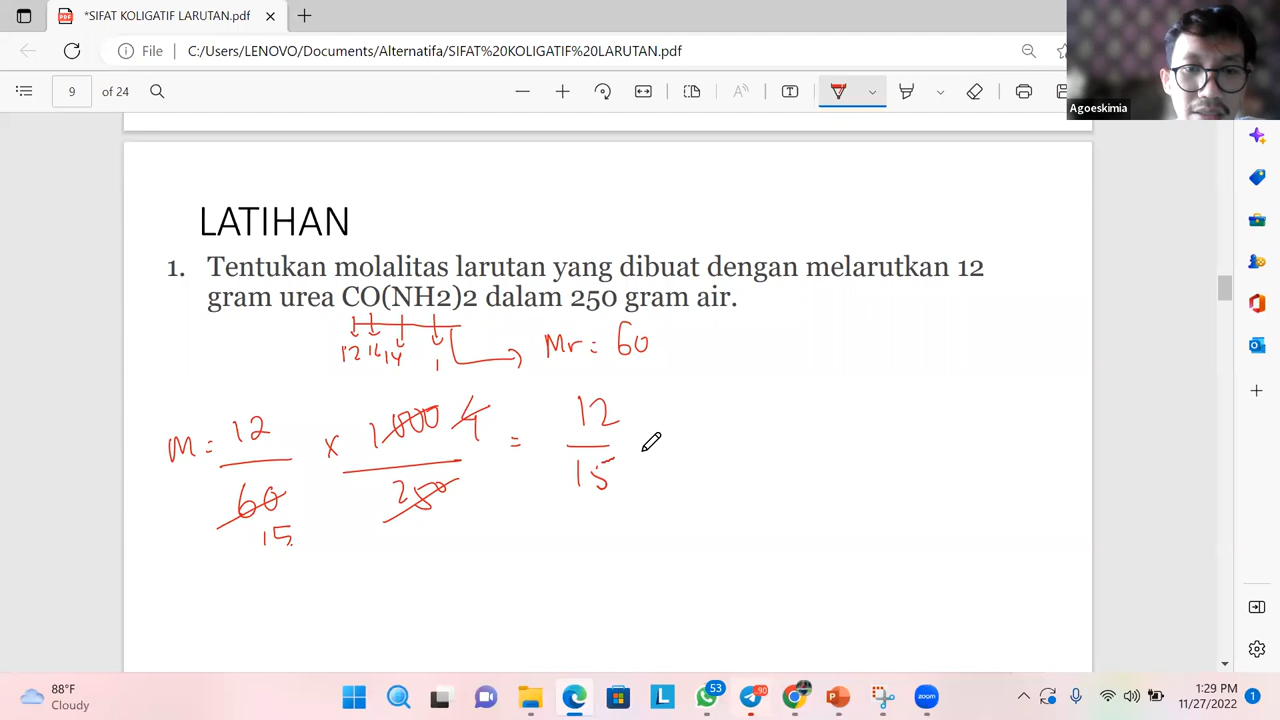 *SIFAT KOLIGATIF LARUTAN.pdf
File C:/Users/LENOVO/Documents/Alternatifa/SIFAT%20KOLIGATIF%20LARUTAN.pdf
9 of 24
Agoeskimia
LATIHAN
1. Tentukan molalitas larutan yang dibuat dengan melarutkan 12
gram urea CO(NH2)2 dalam 250 gram air.
12 16 14 1 Mr = 60
M = 12 x 1000 4 = 12
60 250 15
15
88°F
Cloudy
53
90
zoom
1:29 PM
11/27/2022
1